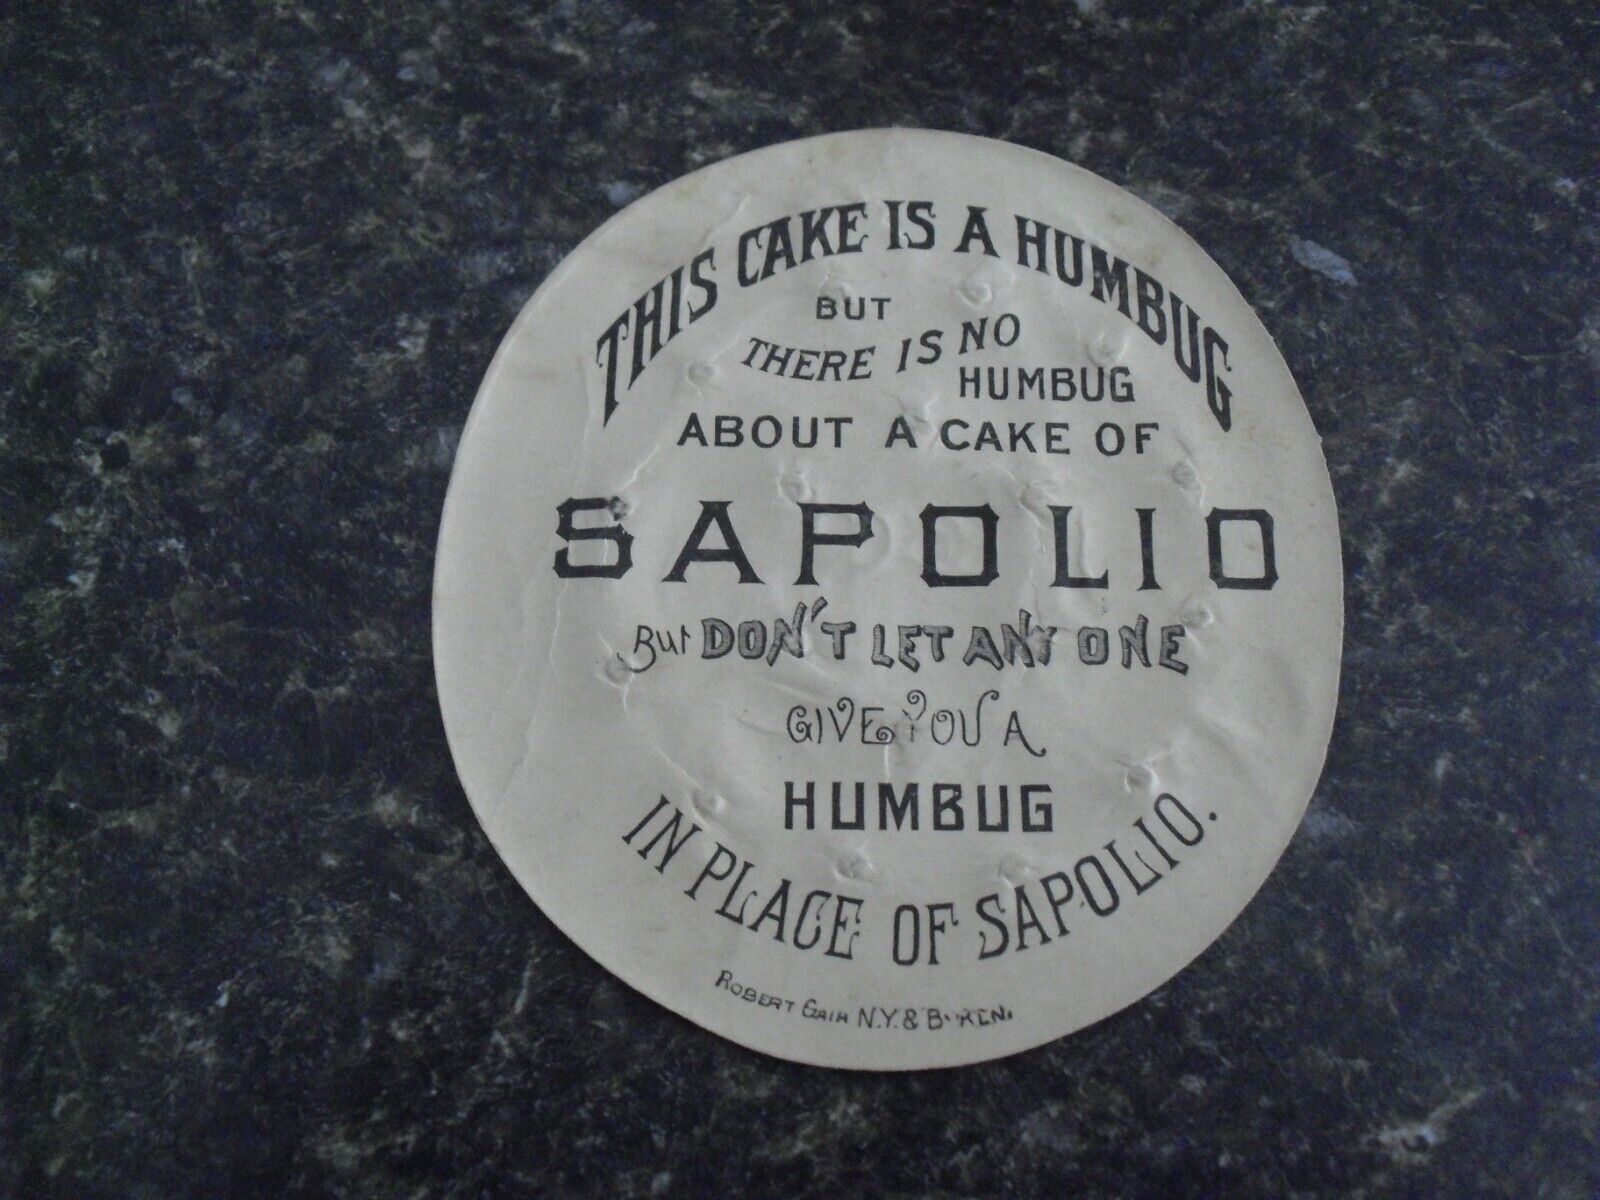 THIS CAKE IS A HUMBUG
BUT
THERE IS NO
HUMBUG
ABOUT A CAKE OF
SAPOLIO
But DON'T LET ANY ONE
GIVE YOU A
HUMBUG
IN PLACE OF SAPOLIO.
ROBERT GAIR N.Y. &